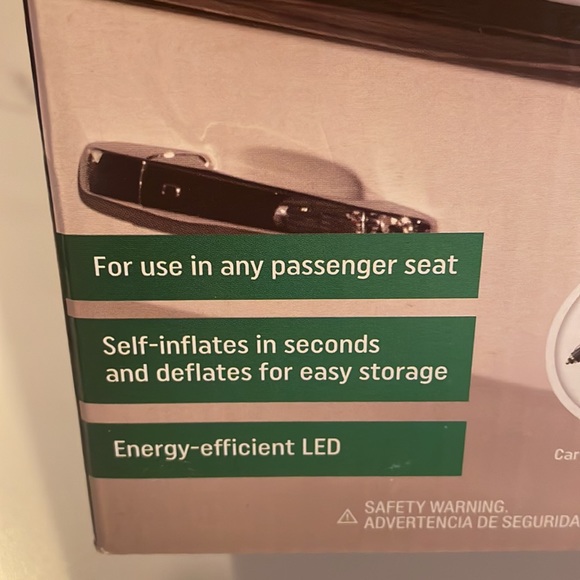 For use in any passenger seat
Self-inflates in seconds
and deflates for easy storage
Energy-efficient LED
Car
SAFETY WARNING.
ADVERTENCIA DE SEGURIDA